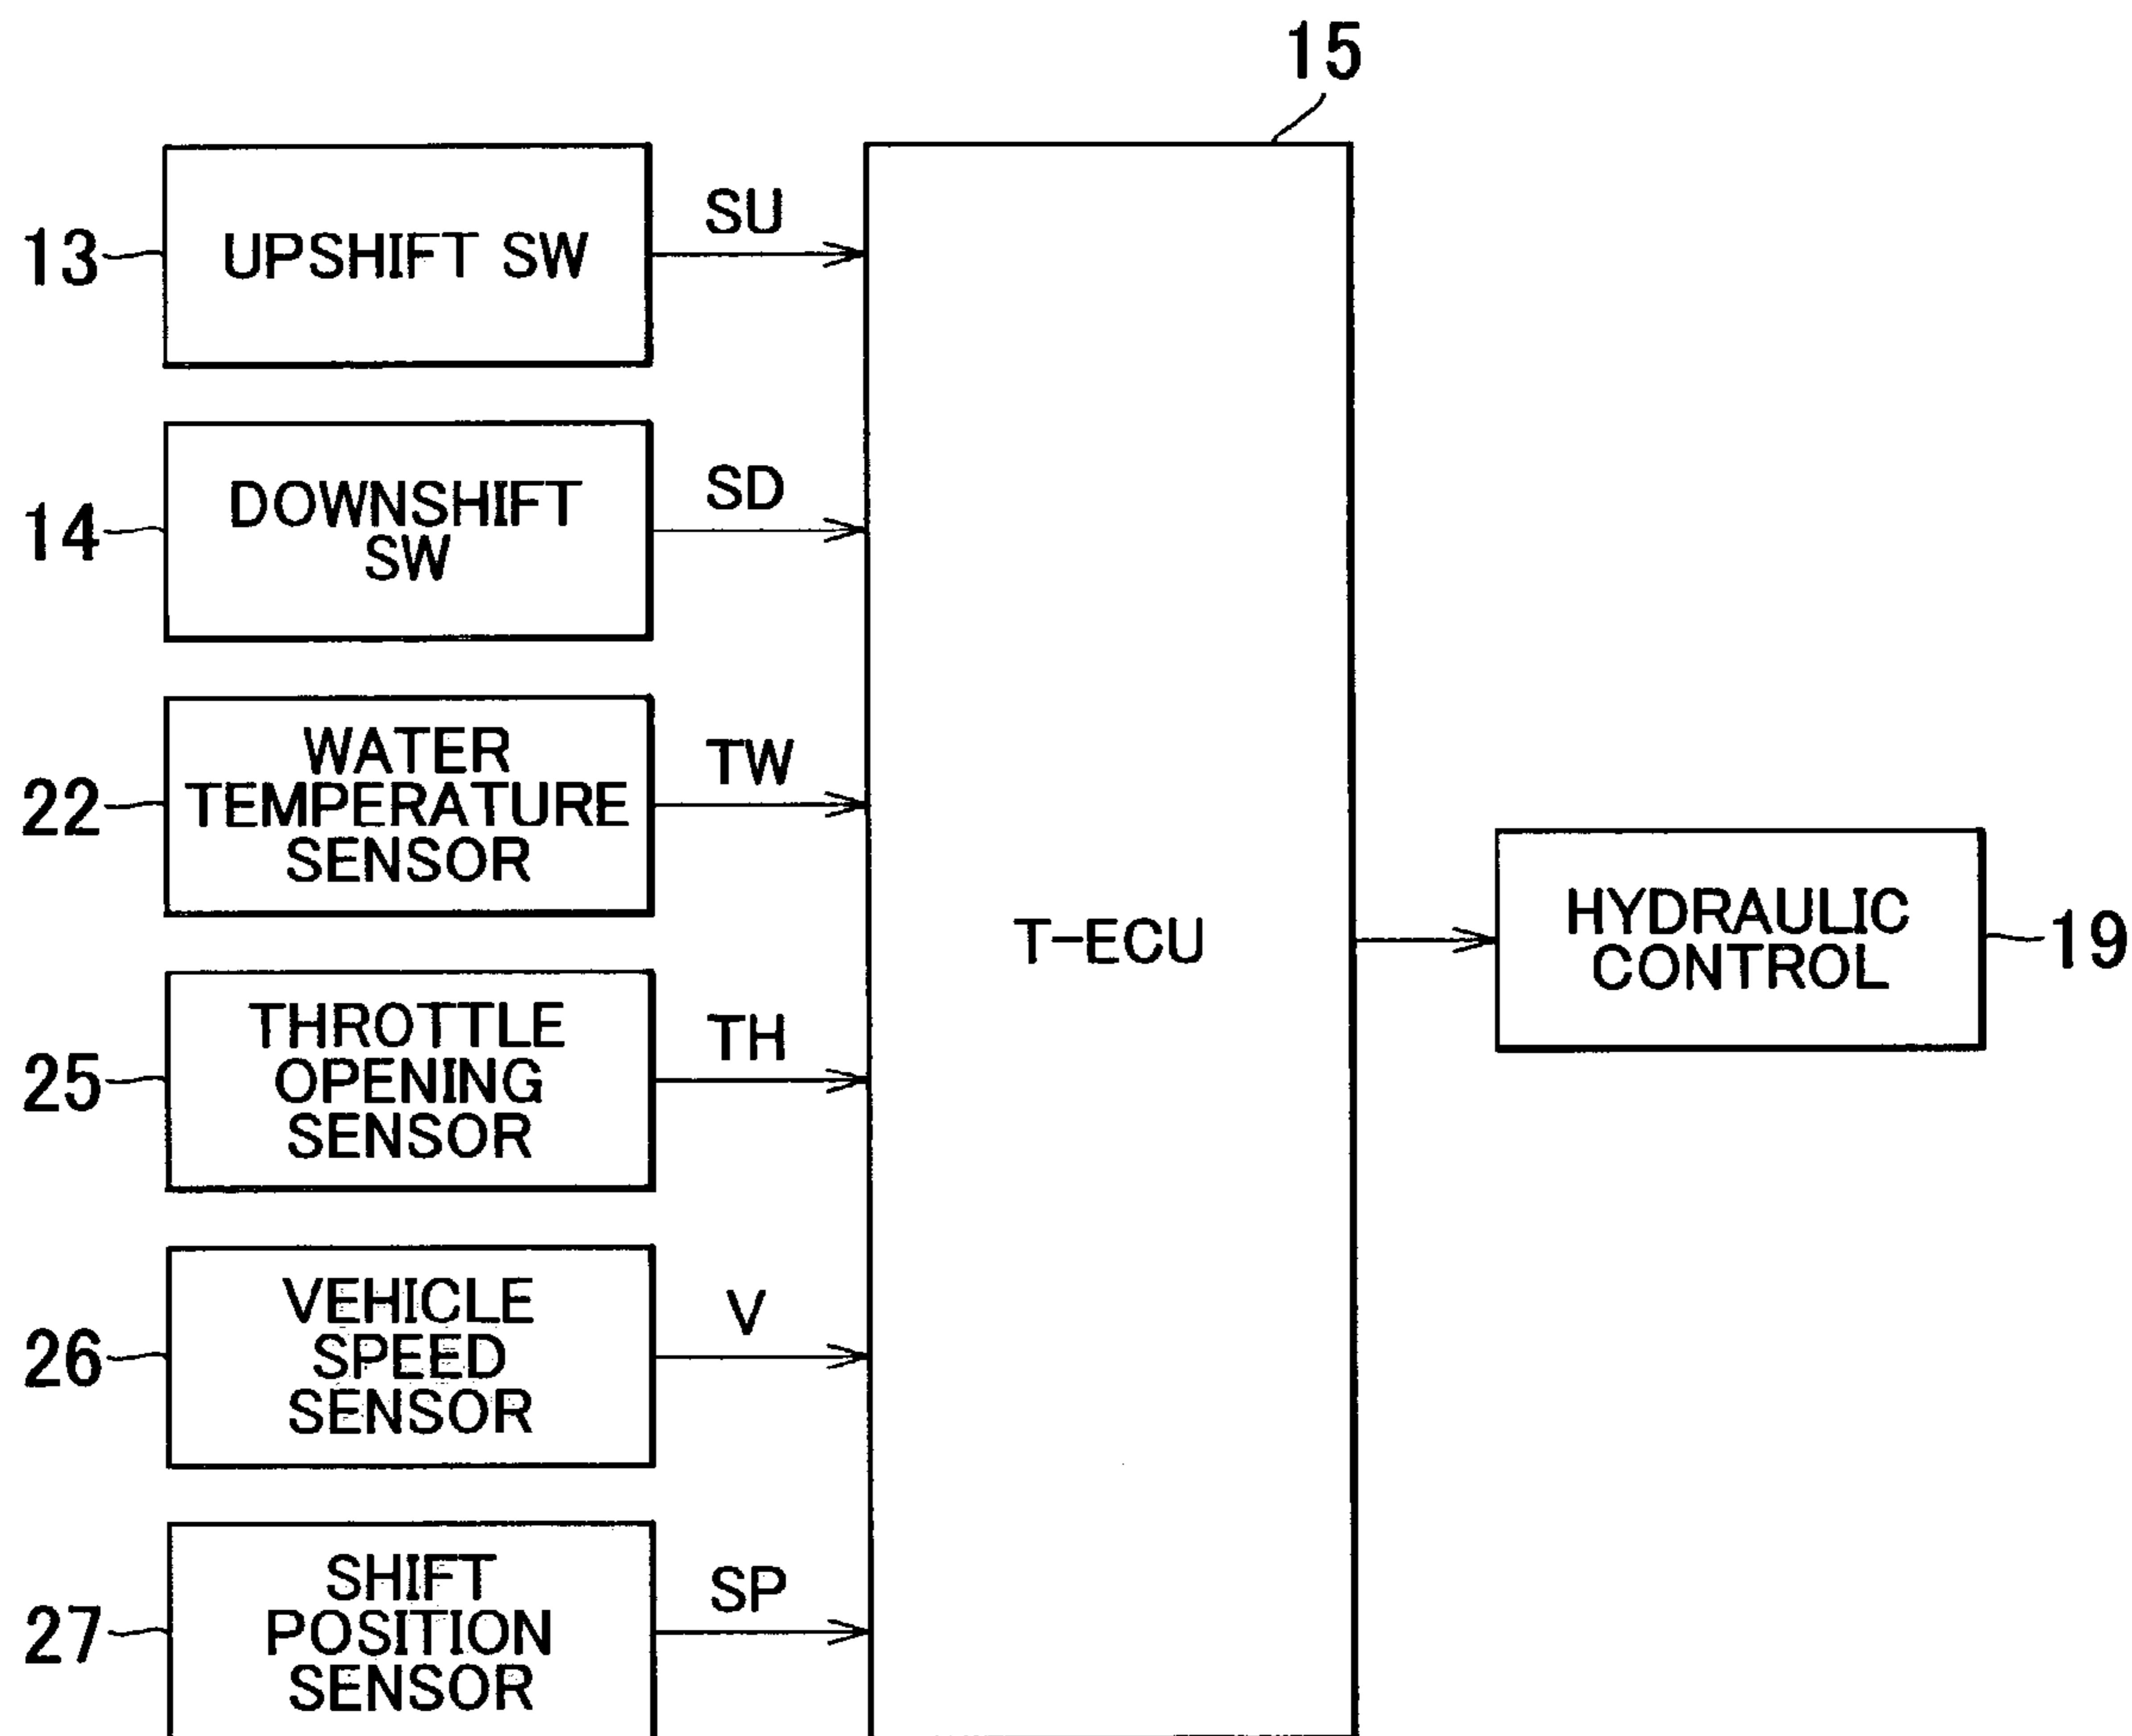 15
13
UPSHIFT SW
SU
14
DOWNSHIFT
SW
SD
22
WATER
TEMPERATURE
SENSOR
TW
25
THROTTLE
OPENING
SENSOR
TH
26
VEHICLE
SPEED
SENSOR
V
27
SHIFT
POSITION
SENSOR
SP
T-ECU
HYDRAULIC
CONTROL
19